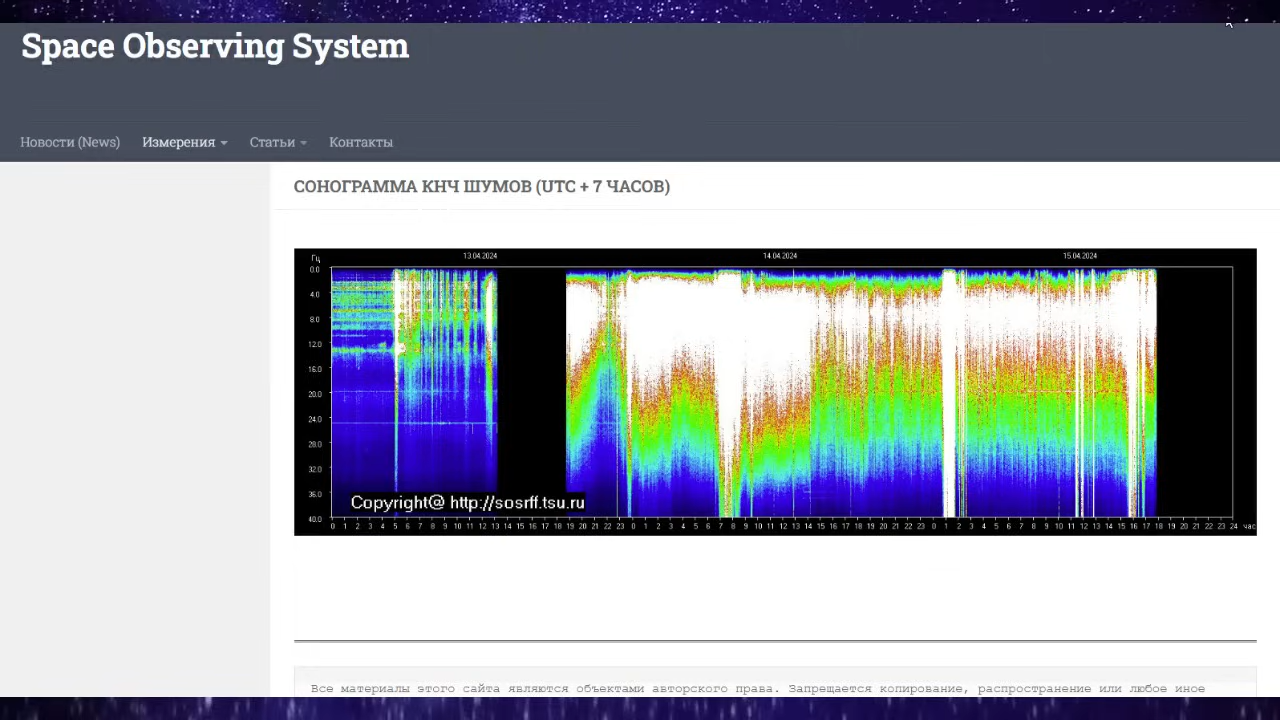 Space Observing System
Новости (News) Измерения Статьи Контакты
СОНОГРАММА КНЧ ШУМОВ (UTC + 7 ЧАСОВ)
Гц 13.04.2024 14.04.2024 15.04.2024
0.0
4.0
8.0
12.0
16.0
20.0
24.0
28.0
32.0
36.0
Copyright@ http://sosrff.tsu.ru
40.0
0 1 2 3 4 5 6 7 8 9 10 11 12 13 14 15 16 17 18 19 20 21 22 23 0 1 2 3 4 5 6 7 8 9 10 11 12 13 14 15 16 17 18 19 20 21 22 23 0 1 2 3 4 5 6 7 8 9 10 11 12 13 14 15 16 17 18 19 20 21 22 23 24 час
Все материалы этого сайта являются объектами авторского права. Запрещается копирование, распространение или любое иное